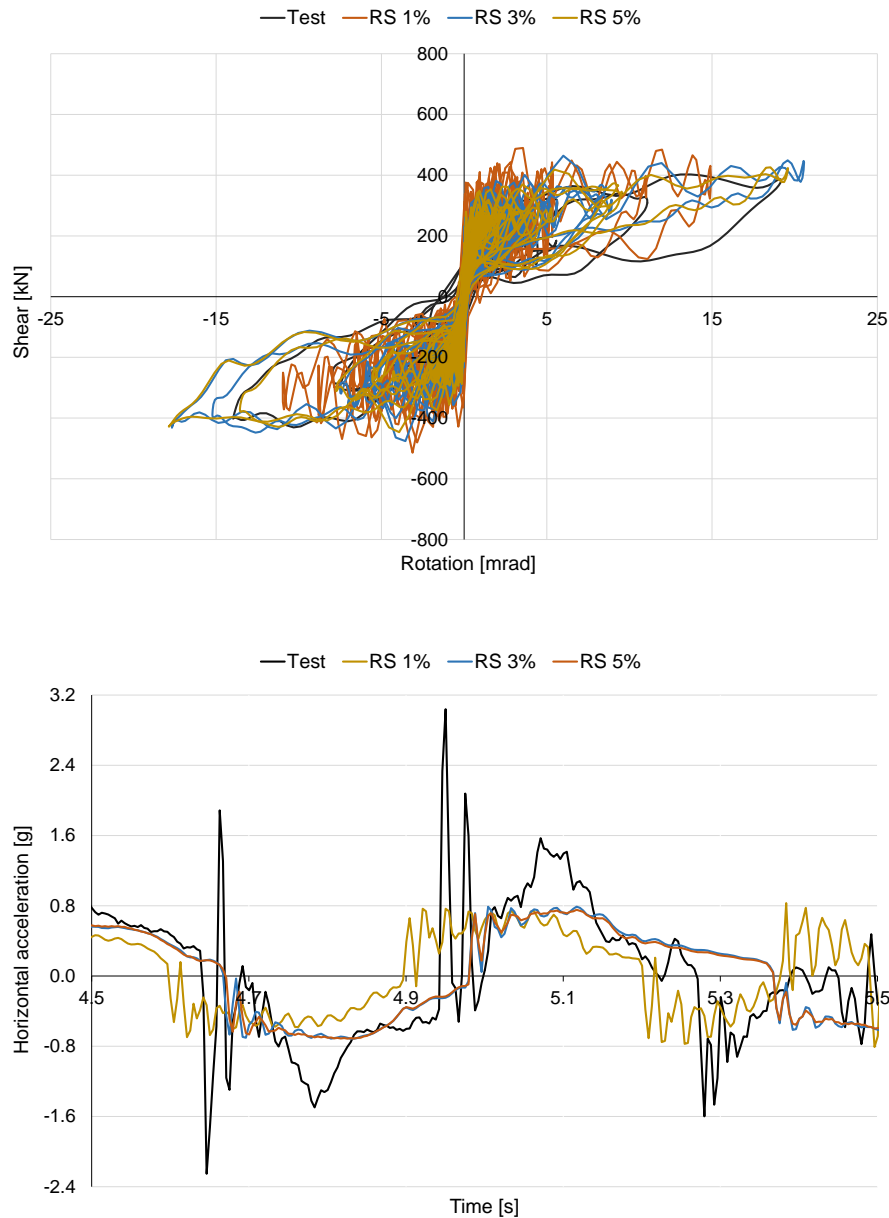 Test RS 1% RS 3% RS 5%
800
600
400
200
0
-200
-400
-600
-800
-25 -15 -5 5 15 25
Shear [kN]
Rotation [mrad]
Test RS 1% RS 3% RS 5%
3.2
2.4
1.6
0.8
0.0
-0.8
-1.6
-2.4
4.5 4.7 4.9 5.1 5.3 5.5
Horizontal acceleration [g]
Time [s]